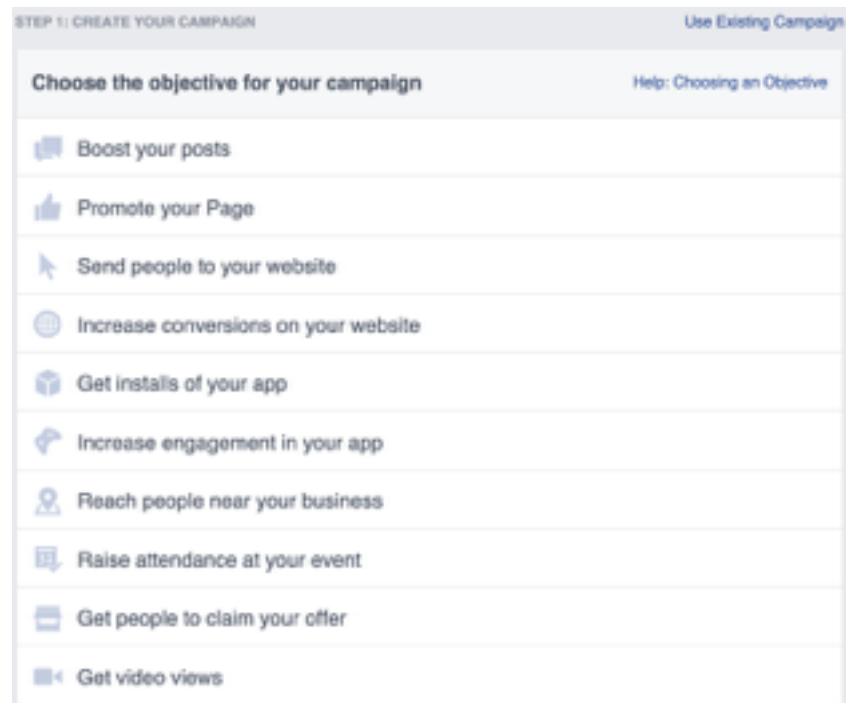 STEP 1: CREATE YOUR CAMPAIGN Use Existing Campaign
Choose the objective for your campaign Help: Choosing an Objective
Boost your posts
Promote your Page
Send people to your website
Increase conversions on your website
Get installs of your app
Increase engagement in your app
Reach people near your business
Raise attendance at your event
Get people to claim your offer
Get video views